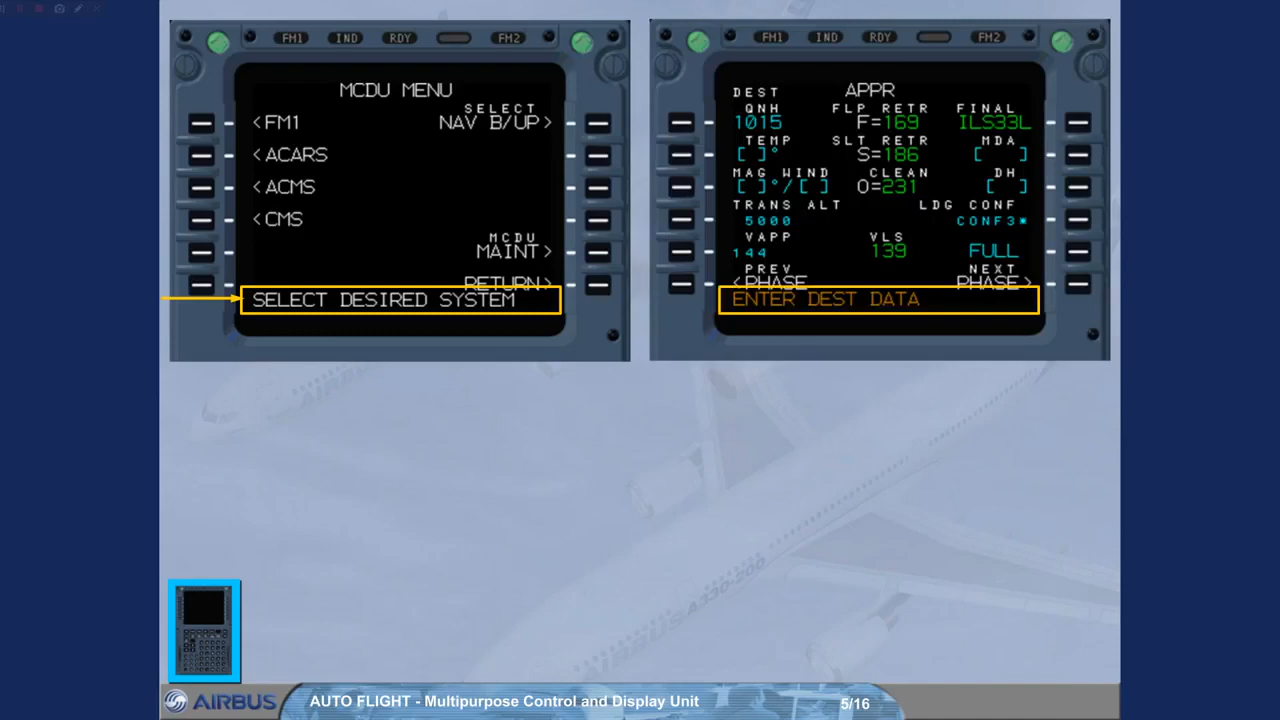 FM1 IND RDY FM2
MCDU MENU
SELECT
<FM1 NAV B/UP>
<ACARS
<ACMS
<CMS
MCDU
MAINT>
RETURN>
SELECT DESIRED SYSTEM
FM1 IND RDY FM2
DEST APPR
QNH FLP RETR FINAL
1015 F=169 ILS33L
TEMP SLT RETR MDA
[ ]° S=186 [ ]
MAG WIND CLEAN DH
[ ]°/[ ] O=231 [ ]
TRANS ALT LDG CONF
5000 CONF3*
VAPP VLS
144 139 FULL
PREV NEXT
<PHASE PHASE>
ENTER DEST DATA
AIRBUS A330-200
AIRBUS
AUTO FLIGHT - Multipurpose Control and Display Unit
5/16